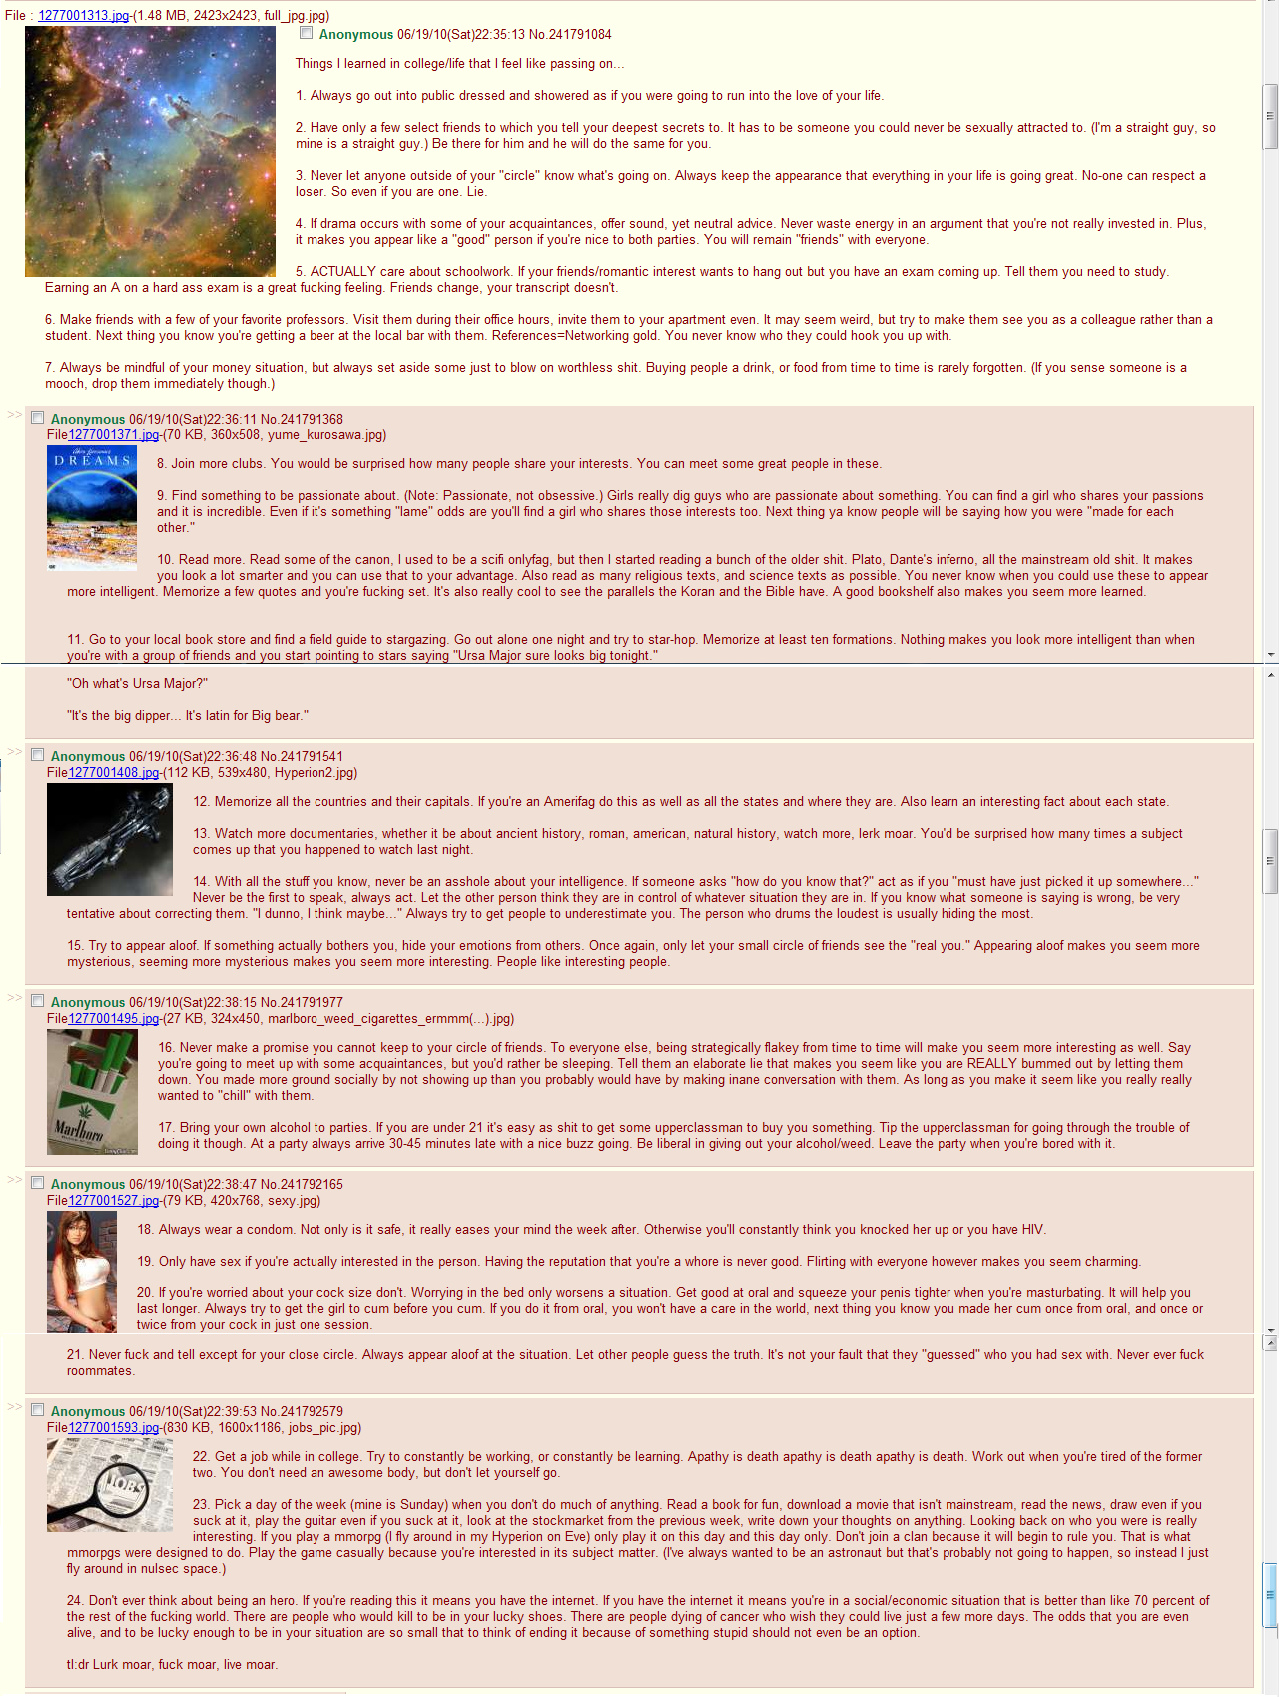 File : 1277001313.jpg-(1.48 MB, 2423x2423, full_jpg.jpg)
Anonymous 06/19/10(Sat)22:35:13 No.241791084
Things I learned in college/life that I feel like passing on...
1. Always go out into public dressed and showered as if you were going to run into the love of your life.
2. Have only a few select friends to which you tell your deepest secrets to. It has to be someone you could never be sexually attracted to. (I'm a straight guy, so
mine is a straight guy.) Be there for him and he will do the same for you.
3. Never let anyone outside of your "circle" know what's going on. Always keep the appearance that everything in your life is going great. No-one can respect a
loser. So even if you are one. Lie.
4. If drama occurs with some of your acquaintances, offer sound, yet neutral advice. Never waste energy in an argument that you're not really invested in. Plus,
it makes you appear like a "good" person if you're nice to both parties. You will remain "friends" with everyone.
5. ACTUALLY care about schoolwork. If your friends/romantic interest wants to hang out but you have an exam coming up. Tell them you need to study.
Earning an A on a hard ass exam is a great fucking feeling. Friends change, your transcript doesn't.
6. Make friends with a few of your favorite professors. Visit them during their office hours, invite them to your apartment even. It may seem weird, but try to make them see you as a colleague rather than a
student. Next thing you know you're getting a beer at the local bar with them. References=Networking gold. You never know who they could hook you up with.
7. Always be mindful of your money situation, but always set aside some just to blow on worthless shit. Buying people a drink, or food from time to time is rarely forgotten. (If you sense someone is a
mooch, drop them immediately though.)
>> Anonymous 06/19/10(Sat)22:36:11 No.241791368
File1277001371.jpg-(70 KB, 360x508, yume_kurosawa.jpg)
DREAMS
8. Join more clubs. You would be surprised how many people share your interests. You can meet some great people in these.
9. Find something to be passionate about. (Note: Passionate, not obsessive.) Girls really dig guys who are passionate about something. You can find a girl who shares your passions
and it is incredible. Even if it's something "lame" odds are you'll find a girl who shares those interests too. Next thing ya know people will be saying how you were "made for each
other."
10. Read more. Read some of the canon, I used to be a scifi onlyfag, but then I started reading a bunch of the older shit. Plato, Dante's inferno, all the mainstream old shit. It makes
you look a lot smarter and you can use that to your advantage. Also read as many religious texts, and science texts as possible. You never know when you could use these to appear
more intelligent. Memorize a few quotes and you're fucking set. It's also really cool to see the parallels the Koran and the Bible have. A good bookshelf also makes you seem more learned.
11. Go to your local book store and find a field guide to stargazing. Go out alone one night and try to star-hop. Memorize at least ten formations. Nothing makes you look more intelligent than when
you're with a group of friends and you start pointing to stars saying "Ursa Major sure looks big tonight."
"Oh what's Ursa Major?"
"It's the big dipper... It's latin for Big bear."
>> Anonymous 06/19/10(Sat)22:36:48 No.241791541
File1277001408.jpg-(112 KB, 539x480, Hyperion2.jpg)
12. Memorize all the countries and their capitals. If you're an Amerifag do this as well as all the states and where they are. Also learn an interesting fact about each state.
13. Watch more documentaries, whether it be about ancient history, roman, american, natural history, watch more, lerk moar. You'd be surprised how many times a subject
comes up that you happened to watch last night.
14. With all the stuff you know, never be an asshole about your intelligence. If someone asks "how do you know that?" act as if you "must have just picked it up somewhere..."
Never be the first to speak, always act. Let the other person think they are in control of whatever situation they are in. If you know what someone is saying is wrong, be very
tentative about correcting them. "I dunno, I think maybe..." Always try to get people to underestimate you. The person who drums the loudest is usually hiding the most.
15. Try to appear aloof. If something actually bothers you, hide your emotions from others. Once again, only let your small circle of friends see the "real you." Appearing aloof makes you seem more
mysterious, seeming more mysterious makes you seem more interesting. People like interesting people.
>> Anonymous 06/19/10(Sat)22:38:15 No.241791977
File1277001495.jpg-(27 KB, 324x450, marlboro_weed_cigarettes_ermmm(...).jpg)
Marlboro
16. Never make a promise you cannot keep to your circle of friends. To everyone else, being strategically flakey from time to time will make you seem more interesting as well. Say
you're going to meet up with some acquaintances, but you'd rather be sleeping. Tell them an elaborate lie that makes you seem like you are REALLY bummed out by letting them
down. You made more ground socially by not showing up than you probably would have by making inane conversation with them. As long as you make it seem like you really really
wanted to "chill" with them.
17. Bring your own alcohol to parties. If you are under 21 it's easy as shit to get some upperclassman to buy you something. Tip the upperclassman for going through the trouble of
doing it though. At a party always arrive 30-45 minutes late with a nice buzz going. Be liberal in giving out your alcohol/weed. Leave the party when you're bored with it.
>> Anonymous 06/19/10(Sat)22:38:47 No.241792165
File1277001527.jpg-(79 KB, 420x768, sexy.jpg)
18. Always wear a condom. Not only is it safe, it really eases your mind the week after. Otherwise you'll constantly think you knocked her up or you have HIV.
19. Only have sex if you're actually interested in the person. Having the reputation that you're a whore is never good. Flirting with everyone however makes you seem charming.
20. If you're worried about your cock size don't. Worrying in the bed only worsens a situation. Get good at oral and squeeze your penis tighter when you're masturbating. It will help you
last longer. Always try to get the girl to cum before you cum. If you do it from oral, you won't have a care in the world, next thing you know you made her cum once from oral, and once or
twice from your cock in just one session.
21. Never fuck and tell except for your close circle. Always appear aloof at the situation. Let other people guess the truth. It's not your fault that they "guessed" who you had sex with. Never ever fuck
roommates.
>> Anonymous 06/19/10(Sat)22:39:53 No.241792579
File1277001593.jpg-(830 KB, 1600x1186, jobs_pic.jpg)
JOBS
22. Get a job while in college. Try to constantly be working, or constantly be learning. Apathy is death apathy is death apathy is death. Work out when you're tired of the former
two. You don't need an awesome body, but don't let yourself go.
23. Pick a day of the week (mine is Sunday) when you don't do much of anything. Read a book for fun, download a movie that isn't mainstream, read the news, draw even if you
suck at it, play the guitar even if you suck at it, look at the stockmarket from the previous week, write down your thoughts on anything. Looking back on who you were is really
interesting. If you play a mmorpg (I fly around in my Hyperion on Eve) only play it on this day and this day only. Don't join a clan because it will begin to rule you. That is what
mmorpgs were designed to do. Play the game casually because you're interested in its subject matter. (I've always wanted to be an astronaut but that's probably not going to happen, so instead I just
fly around in nulsec space.)
24. Don't ever think about being an hero. If you're reading this it means you have the internet. If you have the internet it means you're in a social/economic situation that is better than like 70 percent of
the rest of the fucking world. There are people who would kill to be in your lucky shoes. There are people dying of cancer who wish they could live just a few more days. The odds that you are even
alive, and to be lucky enough to be in your situation are so small that to think of ending it because of something stupid should not even be an option.
tl:dr Lurk moar, fuck moar, live moar.